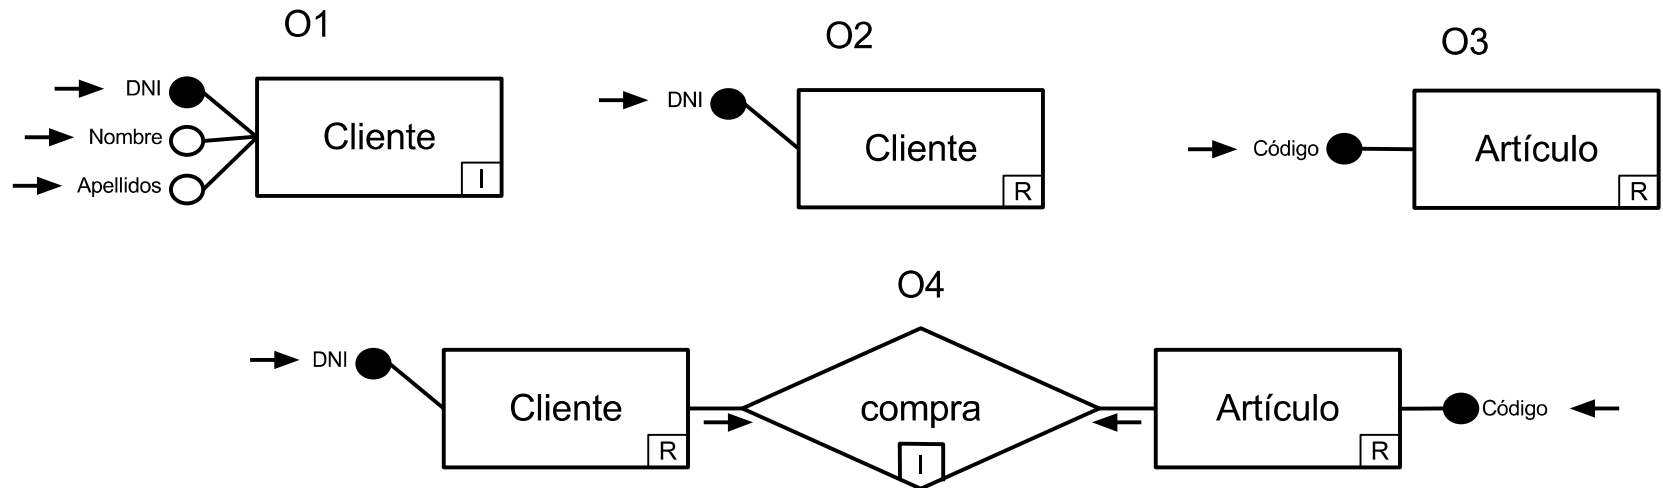 O1
DNI
Nombre
Apellidos
Cliente
I
O2
DNI
Cliente
R
O3
Código
Artículo
R
O4
DNI
Cliente
R
compra
I
Artículo
R
Código